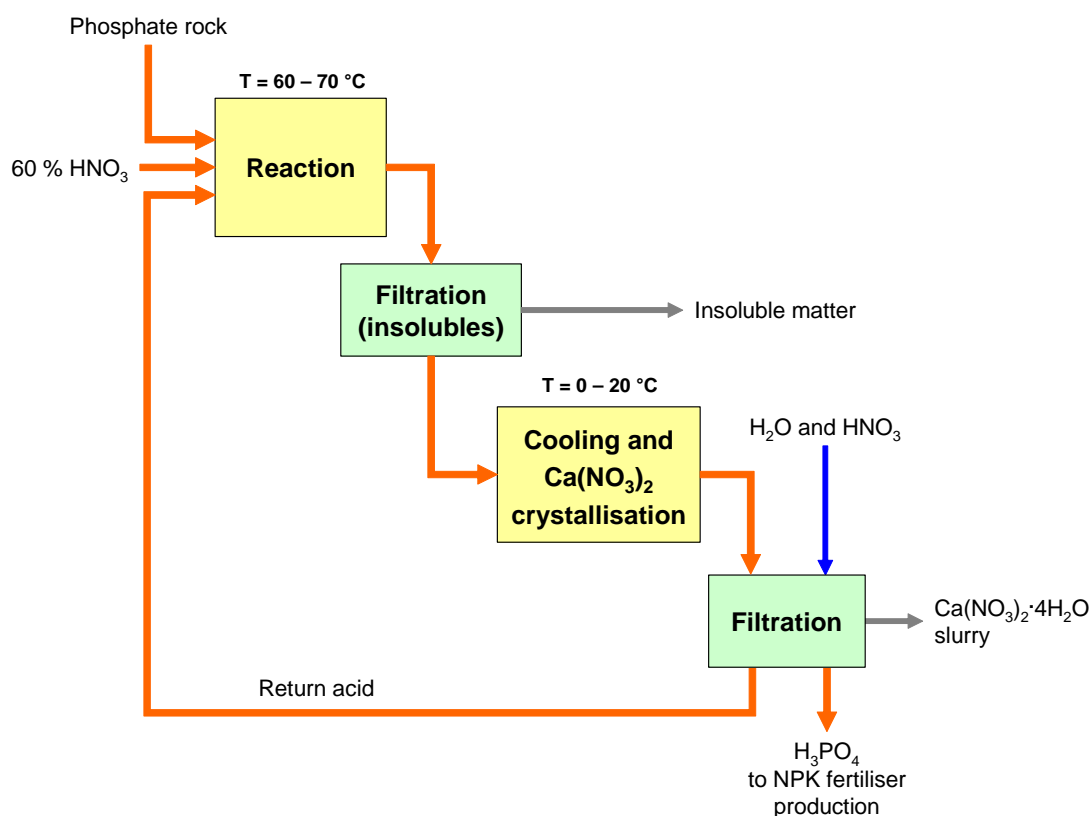 Phosphate rock
T = 60 – 70 °C
60 % HNO₃
Reaction
Filtration
(insolubles)
Insoluble matter
T = 0 – 20 °C
Cooling and
Ca(NO₃)₂
crystallisation
H₂O and HNO₃
Filtration
Ca(NO₃)₂·4H₂O
slurry
Return acid
H₃PO₄
to NPK fertiliser
production